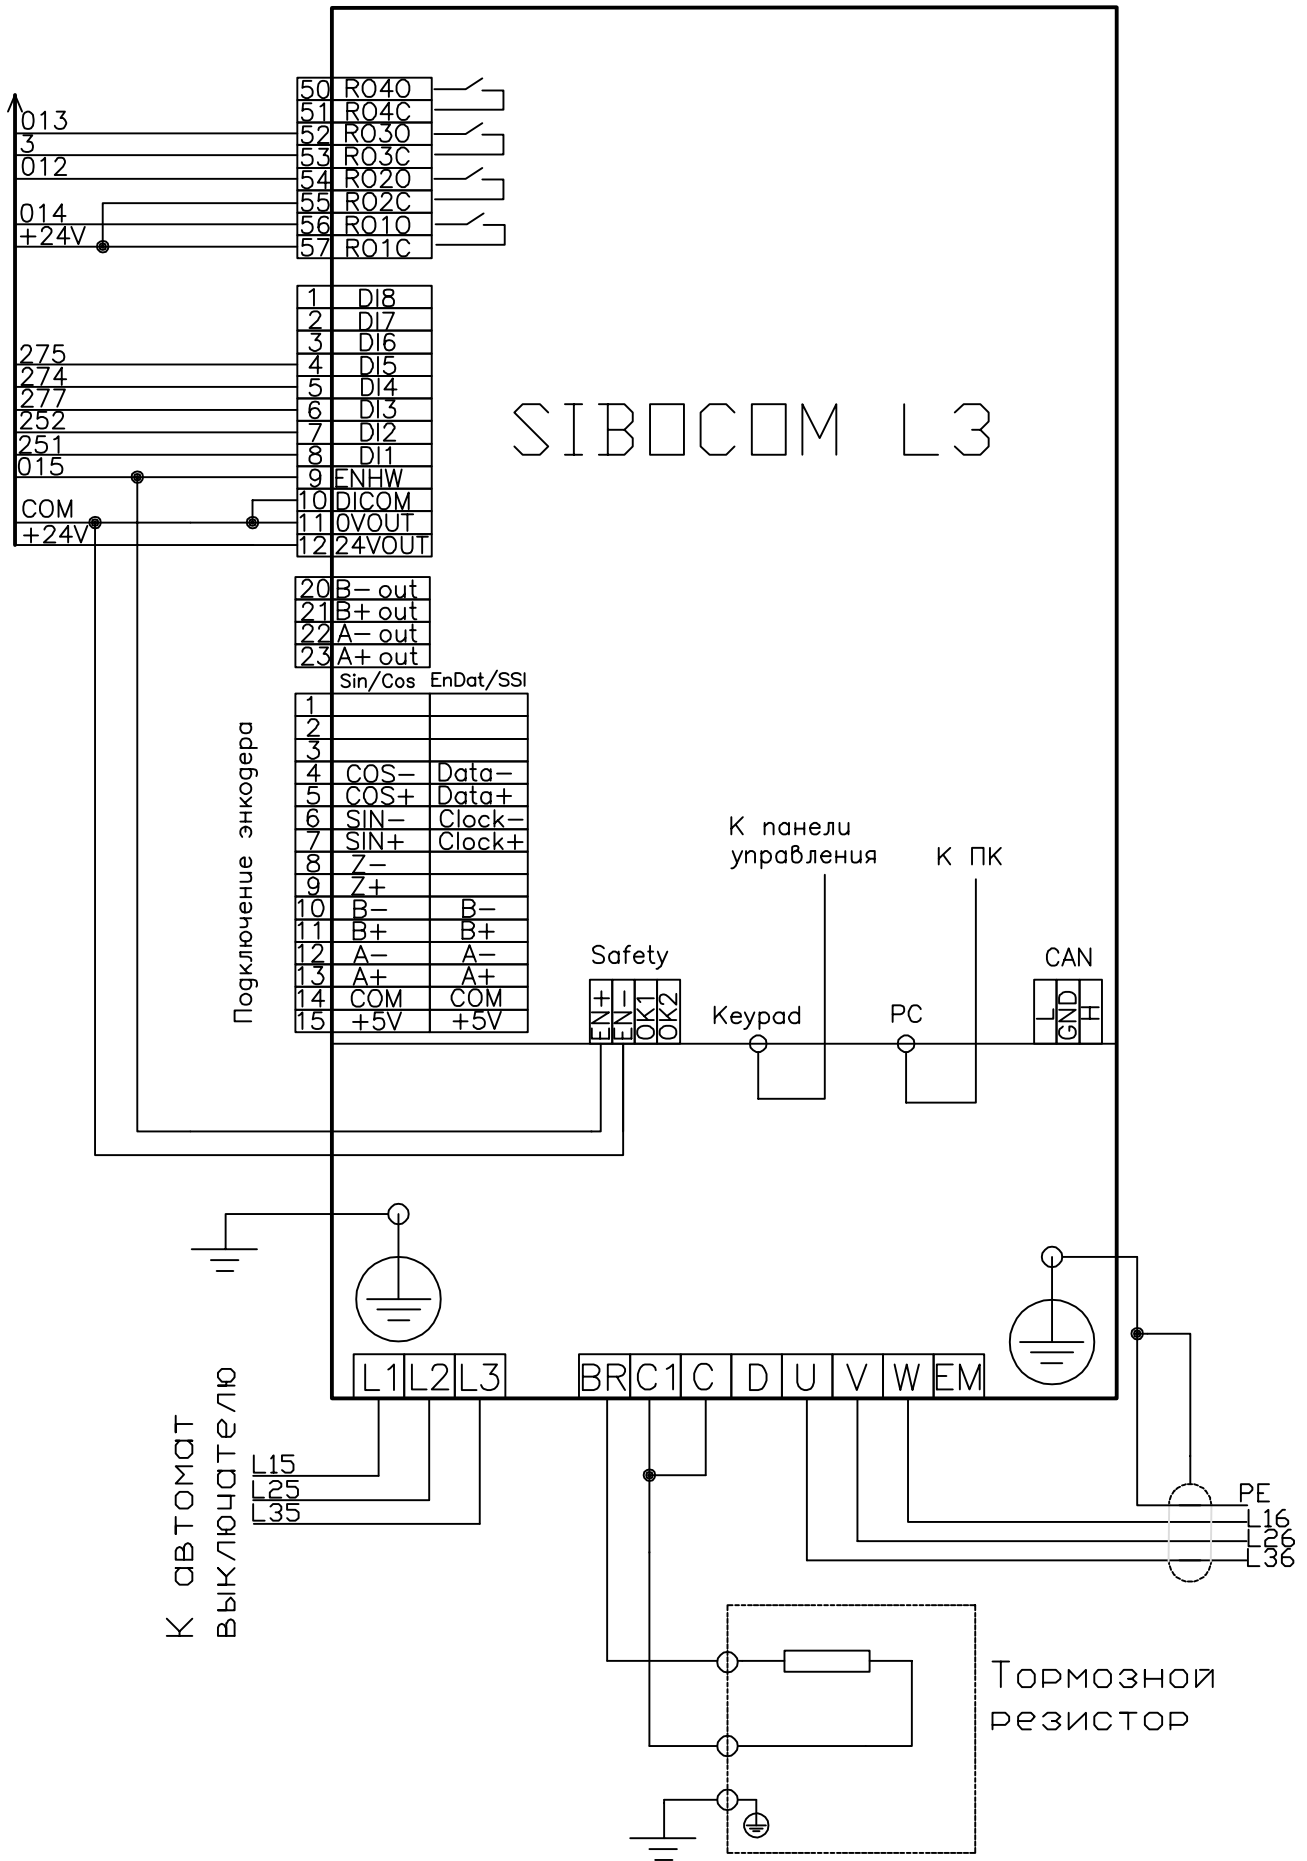 50 RO4O
51 RO4C
013
52 RO3O
3
53 RO3C
012
54 RO2O
55 RO2C
014
56 RO1O
+24V
57 RO1C
1 DI8
2 DI7
3 DI6
275
4 DI5
274
5 DI4
277
6 DI3
252
7 DI2
251
8 DI1
015
9 ENHW
10 DICOM
COM
11 0VOUT
+24V
12 24VOUT
SIBOCOM L3
20 B- out
21 B+ out
22 A- out
23 A+ out
Sin/Cos EnDat/SSI
Подключение энкодера
1
2
3
4 COS- Data-
5 COS+ Data+
6 SIN- Clock-
7 SIN+ Clock+
8 Z-
9 Z+
10 B- B-
11 B+ B+
12 A- A-
13 A+ A+
14 COM COM
15 +5V +5V
К панели
управления
К ПК
Safety
EN+
EN-
OK1
OK2
Keypad
PC
CAN
L
GND
H
L1 L2 L3
BR C1 C D U V W EM
К автомат
выключателю
L15
L25
L35
PE
L16
L26
L36
Тормозной
резистор